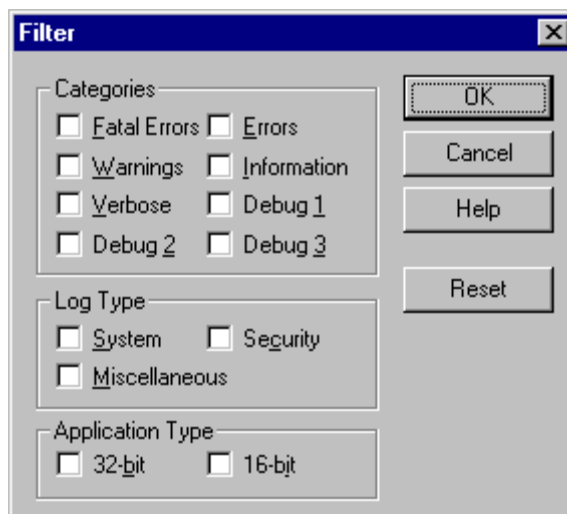 Filter
Categories
Fatal Errors Errors
Warnings Information
Verbose Debug 1
Debug 2 Debug 3
Log Type
System Security
Miscellaneous
Application Type
32-bit 16-bit
OK
Cancel
Help
Reset